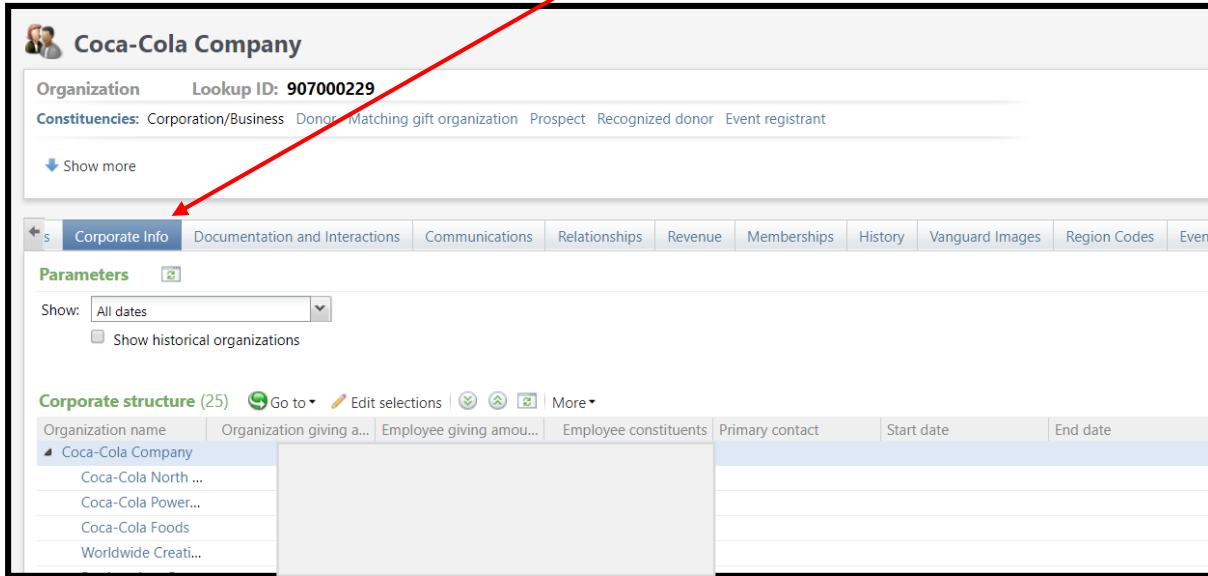 Coca-Cola Company
Organization Lookup ID: 907000229
Constituencies: Corporation/Business Donor Matching gift organization Prospect Recognized donor Event registrant
Show more
s Corporate Info Documentation and Interactions Communications Relationships Revenue Memberships History Vanguard Images Region Codes Even
Parameters
Show: All dates
Show historical organizations
Corporate structure (25) Go to Edit selections More
Organization name Organization giving a... Employee giving amou... Employee constituents Primary contact Start date End date
Coca-Cola Company
Coca-Cola North ...
Coca-Cola Power...
Coca-Cola Foods
Worldwide Creati...